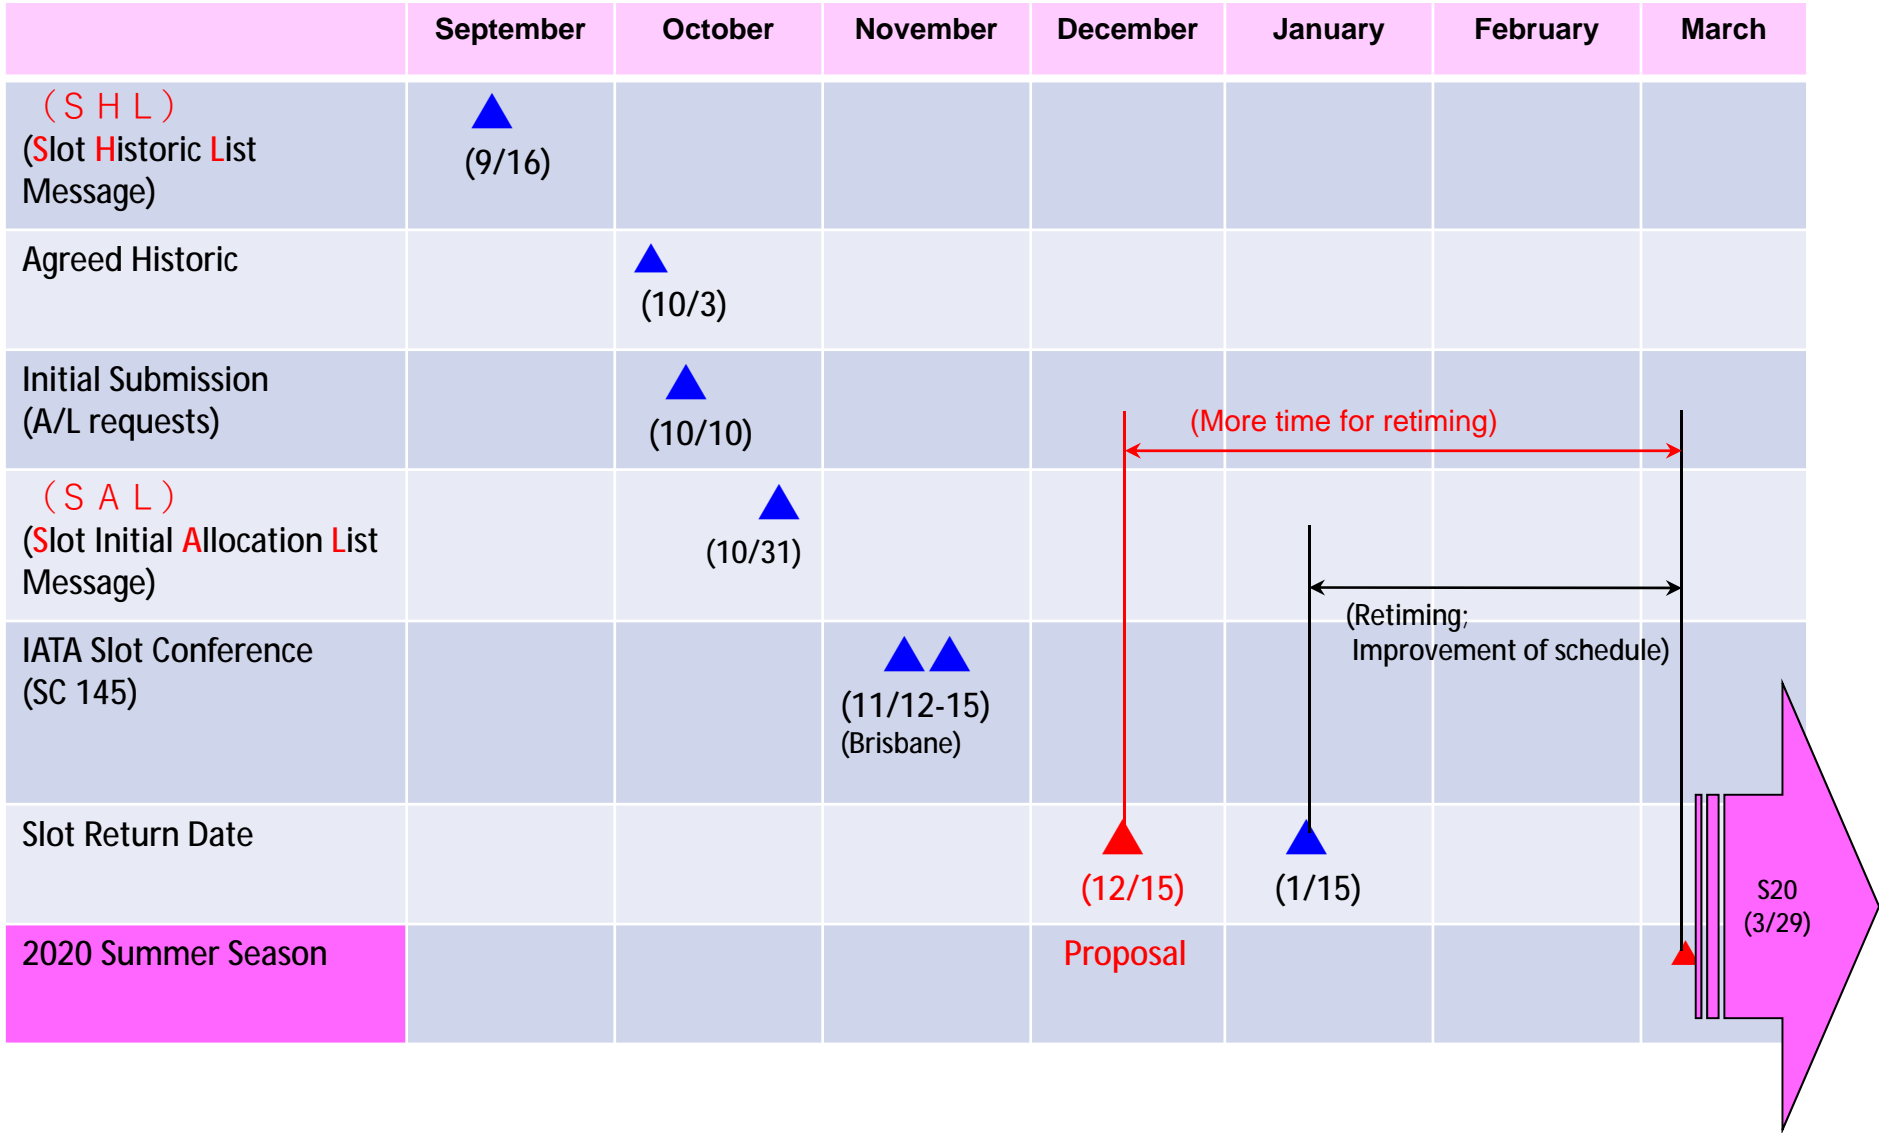 September October November December January February March
（ＳＨＬ）
(Slot Historic List
Message)
(9/16)
Agreed Historic
(10/3)
Initial Submission
(A/L requests)
(10/10)
(More time for retiming)
（ＳＡＬ）
(Slot Initial Allocation List
Message)
(10/31)
(Retiming;
Improvement of schedule)
IATA Slot Conference
(SC 145)
(11/12-15)
(Brisbane)
Slot Return Date
(12/15)
(1/15)
S20
(3/29)
2020 Summer Season
Proposal